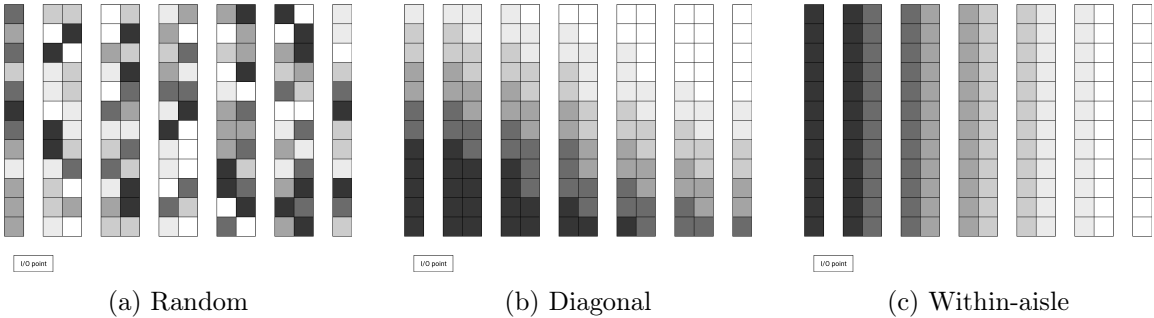 I/O point
I/O point
I/O point
(a) Random
(b) Diagonal
(c) Within-aisle